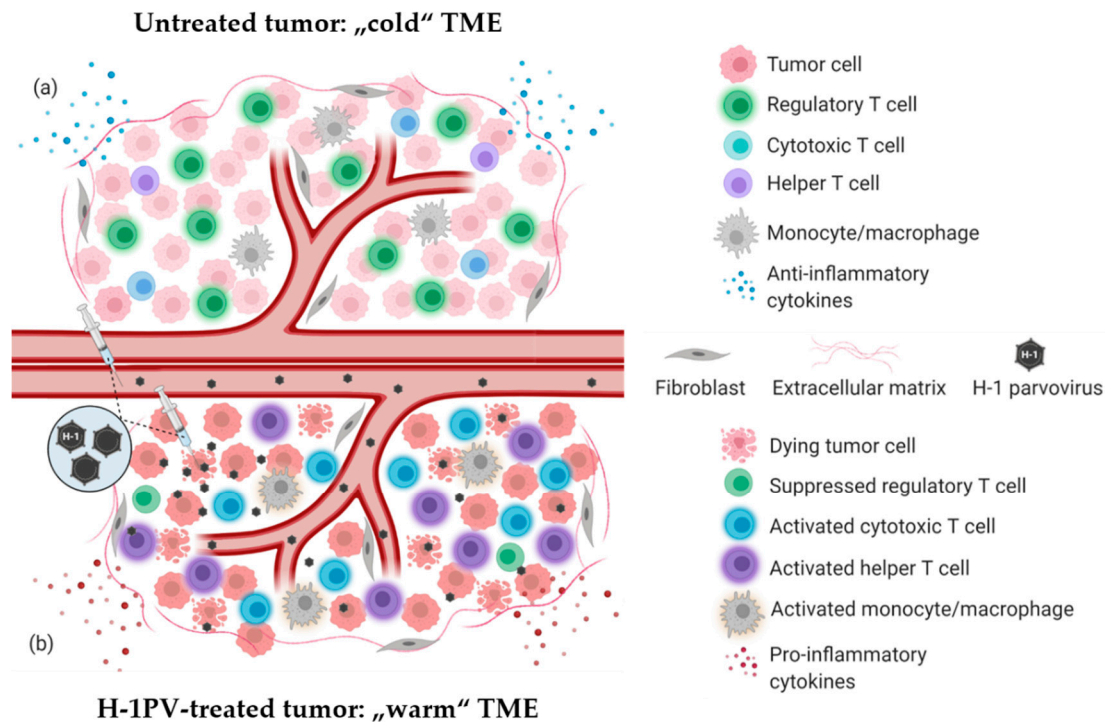 Untreated tumor: „cold“ TME
(a)
Tumor cell
Regulatory T cell
Cytotoxic T cell
Helper T cell
Monocyte/macrophage
Anti-inflammatory
cytokines
H-1
Fibroblast
Extracellular matrix
H-1 parvovirus
H-1
Dying tumor cell
Suppressed regulatory T cell
Activated cytotoxic T cell
Activated helper T cell
Activated monocyte/macrophage
Pro-inflammatory
cytokines
(b)
H-1PV-treated tumor: „warm“ TME